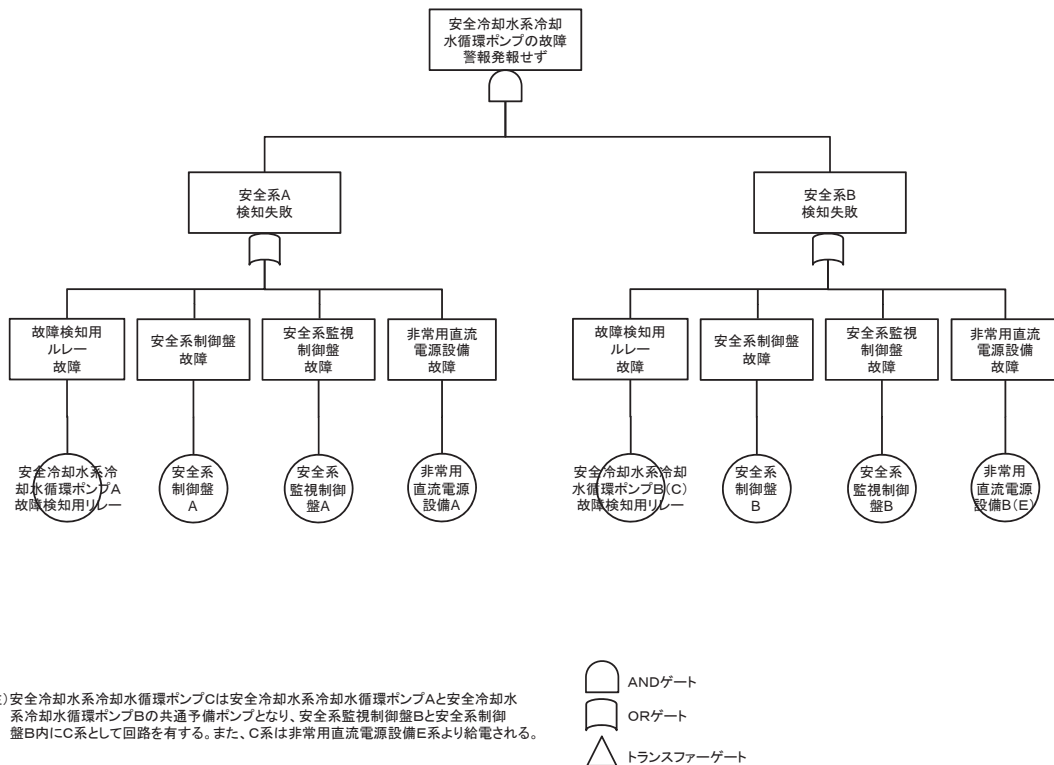 安全冷却水系冷却
水循環ポンプの故障
警報発報せず
安全系A
検知失敗
安全系B
検知失敗
故障検知用
ルレー
故障
安全系制御盤
故障
安全系監視
制御盤
故障
非常用直流
電源設備
故障
故障検知用
ルレー
故障
安全系制御盤
故障
安全系監視
制御盤
故障
非常用直流
電源設備
故障
安全冷却水系冷
却水循環ポンプA
故障検知用リレー
安全系
制御盤
A
安全系
監視制御
盤A
非常用
直流電源
設備A
安全冷却水系冷却
水循環ポンプB(C)
故障検知用リレー
安全系
制御盤
B
安全系
監視制御
盤B
非常用
直流電源
設備B(E)
注)安全冷却水系冷却水循環ポンプCは安全冷却水系冷却水循環ポンプAと安全冷却水
系冷却水循環ポンプBの共通予備ポンプとなり、安全系監視制御盤Bと安全系制御
盤B内にC系として回路を有する。また、C系は非常用直流電源設備E系より給電される。
ANDゲート
ORゲート
トランスファーゲート